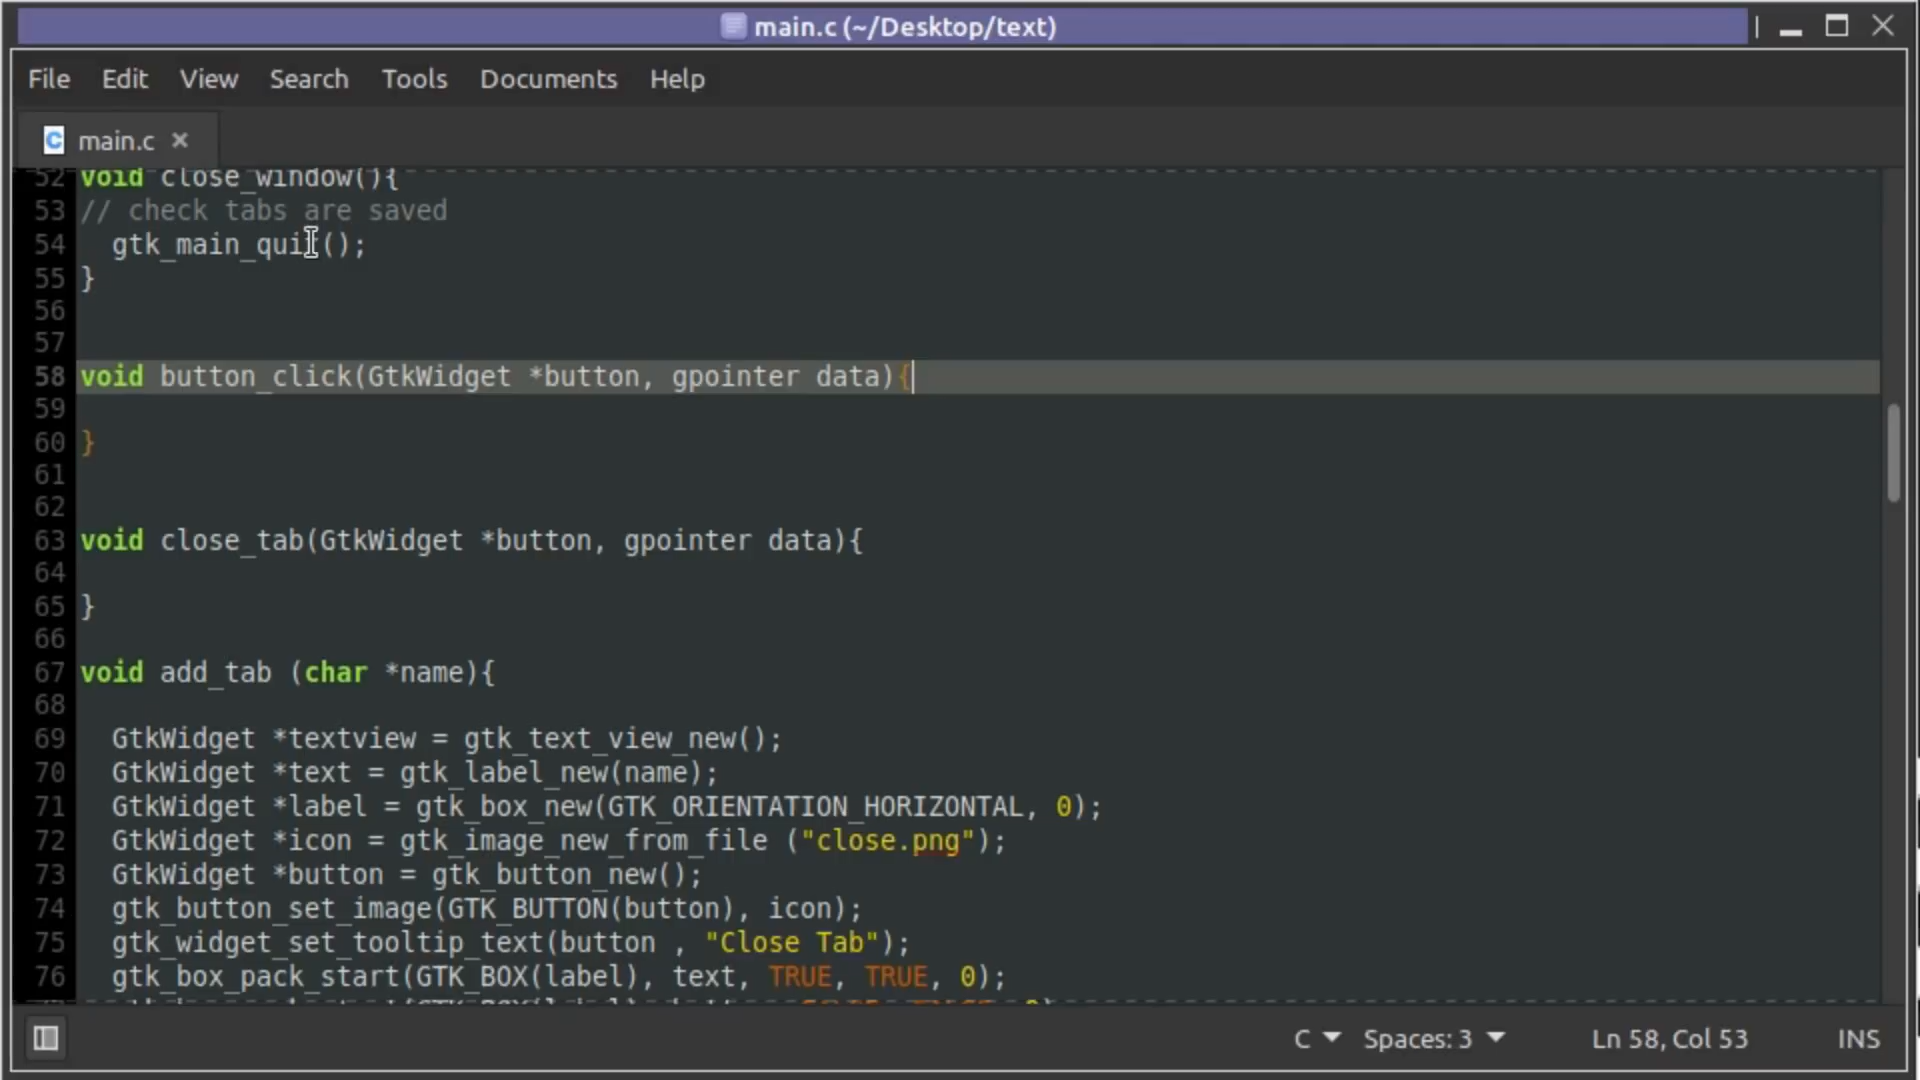 main.c (~/Desktop/text)
File Edit View Search Tools Documents Help
C main.c
52 void close_window(){
53 // check tabs are saved
54   gtk_main_quit();
55 }
56
57
58 void button_click(GtkWidget *button, gpointer data){
59
60 }
61
62
63 void close_tab(GtkWidget *button, gpointer data){
64
65 }
66
67 void add_tab (char *name){
68
69   GtkWidget *textview = gtk_text_view_new();
70   GtkWidget *text = gtk_label_new(name);
71   GtkWidget *label = gtk_box_new(GTK_ORIENTATION_HORIZONTAL, 0);
72   GtkWidget *icon = gtk_image_new_from_file ("close.png");
73   GtkWidget *button = gtk_button_new();
74   gtk_button_set_image(GTK_BUTTON(button), icon);
75   gtk_widget_set_tooltip_text(button , "Close Tab");
76   gtk_box_pack_start(GTK_BOX(label), text, TRUE, TRUE, 0);
C Spaces: 3 Ln 58, Col 53 INS